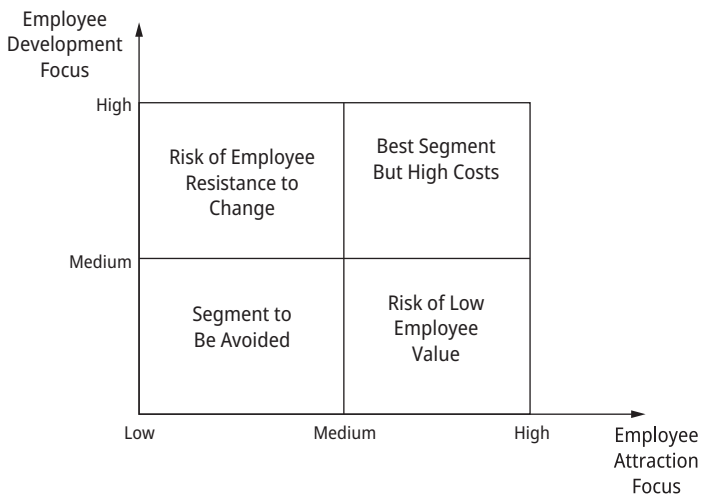 Employee
Development
Focus
High
Risk of Employee
Resistance to
Change
Best Segment
But High Costs
Medium
Segment to
Be Avoided
Risk of Low
Employee
Value
Low
Medium
High
Employee
Attraction
Focus